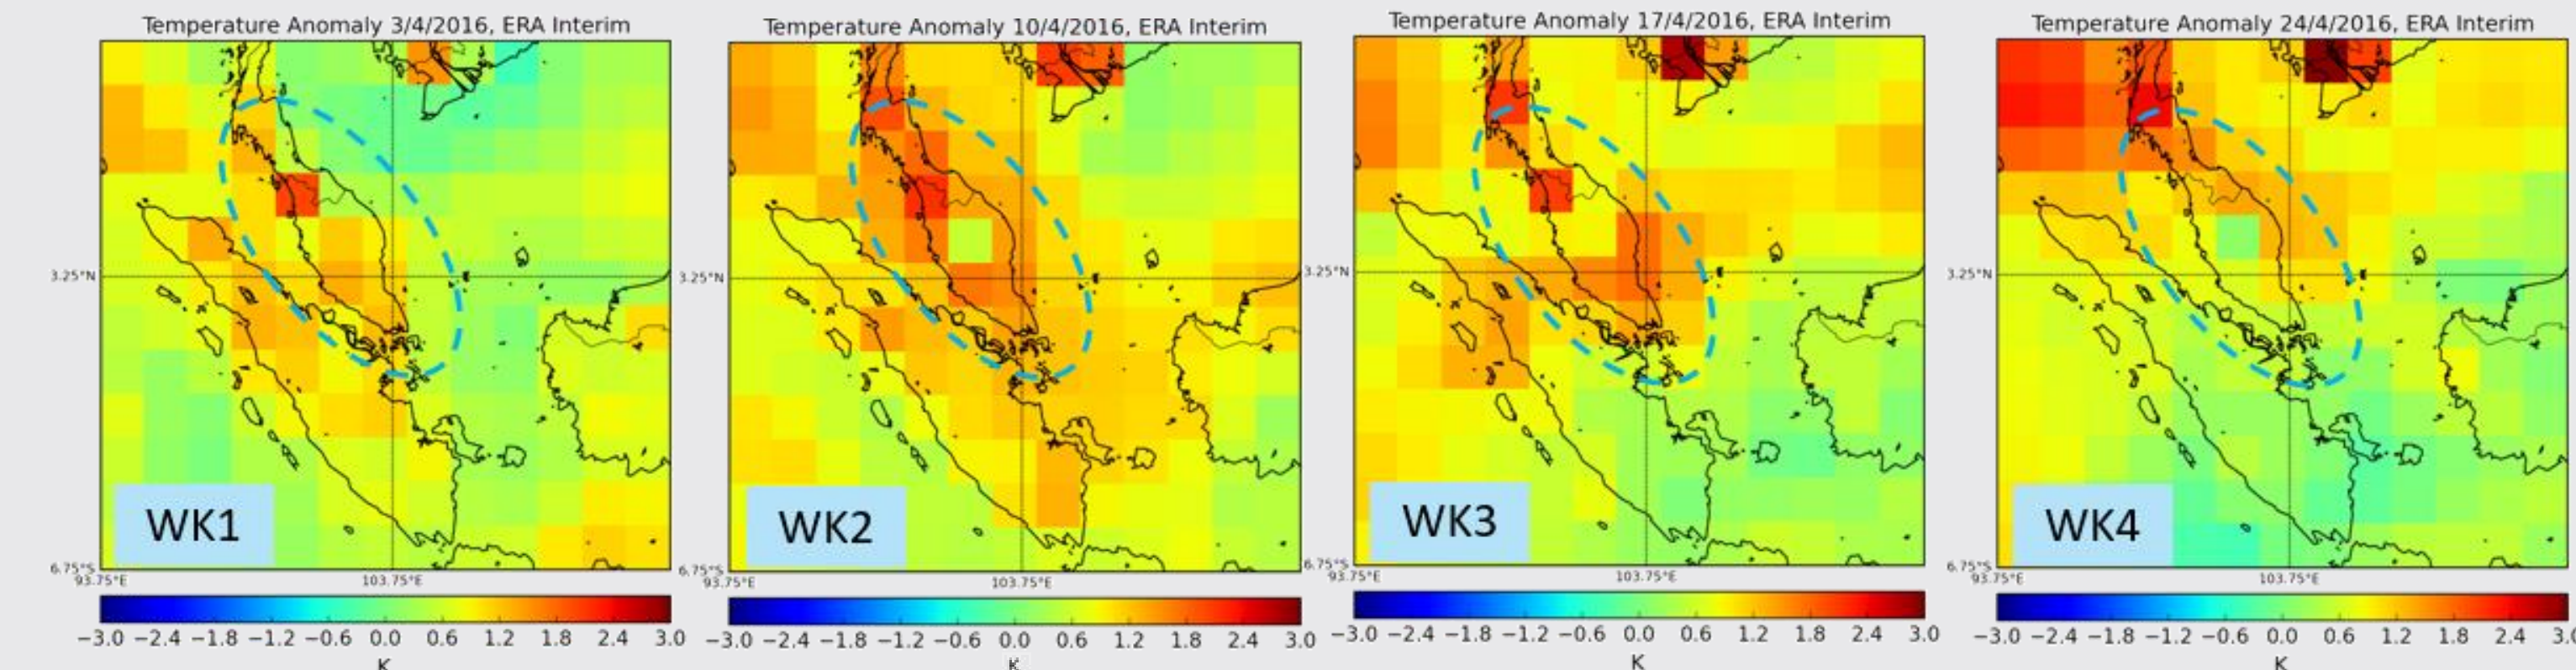 Temperature Anomaly 3/4/2016, ERA Interim
3.25°N
WK1
6.75°S
93.75°E 103.75°E
−3.0 −2.4 −1.8 −1.2 −0.6 0.0 0.6 1.2 1.8 2.4 3.0
K
Temperature Anomaly 10/4/2016, ERA Interim
3.25°N
WK2
6.75°S
93.75°E 103.75°E
−3.0 −2.4 −1.8 −1.2 −0.6 0.0 0.6 1.2 1.8 2.4 3.0
K
Temperature Anomaly 17/4/2016, ERA Interim
3.25°N
WK3
6.75°S
93.75°E 103.75°E
−3.0 −2.4 −1.8 −1.2 −0.6 0.0 0.6 1.2 1.8 2.4 3.0
K
Temperature Anomaly 24/4/2016, ERA Interim
3.25°N
WK4
6.75°S
93.75°E 103.75°E
−3.0 −2.4 −1.8 −1.2 −0.6 0.0 0.6 1.2 1.8 2.4 3.0
K